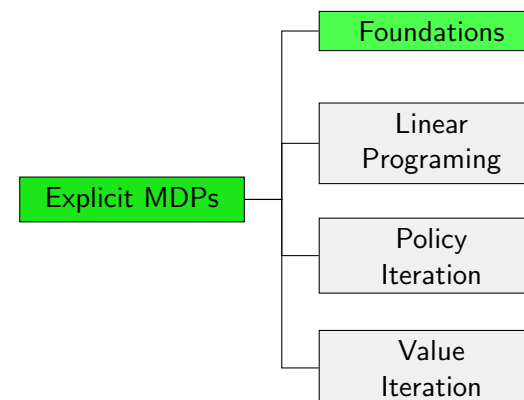 Foundations
Linear
Programing
Explicit MDPs
Policy
Iteration
Value
Iteration